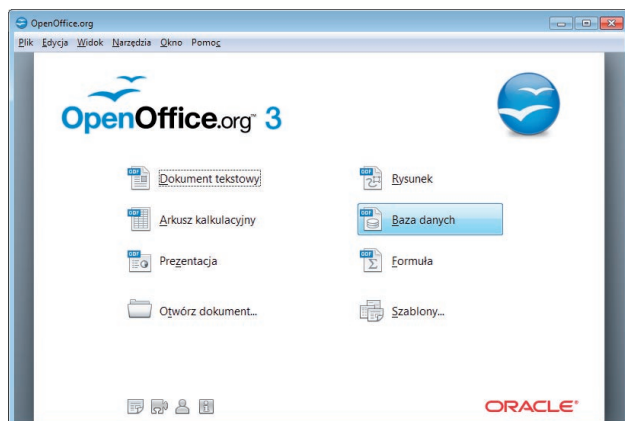 OpenOffice.org
Plik Edycja Widok Narzędzia Okno Pomoc
OpenOffice.org™ 3
Dokument tekstowy
Rysunek
Arkusz kalkulacyjny
Baza danych
Prezentacja
Formuła
Otwórz dokument...
Szablony...
ORACLE®